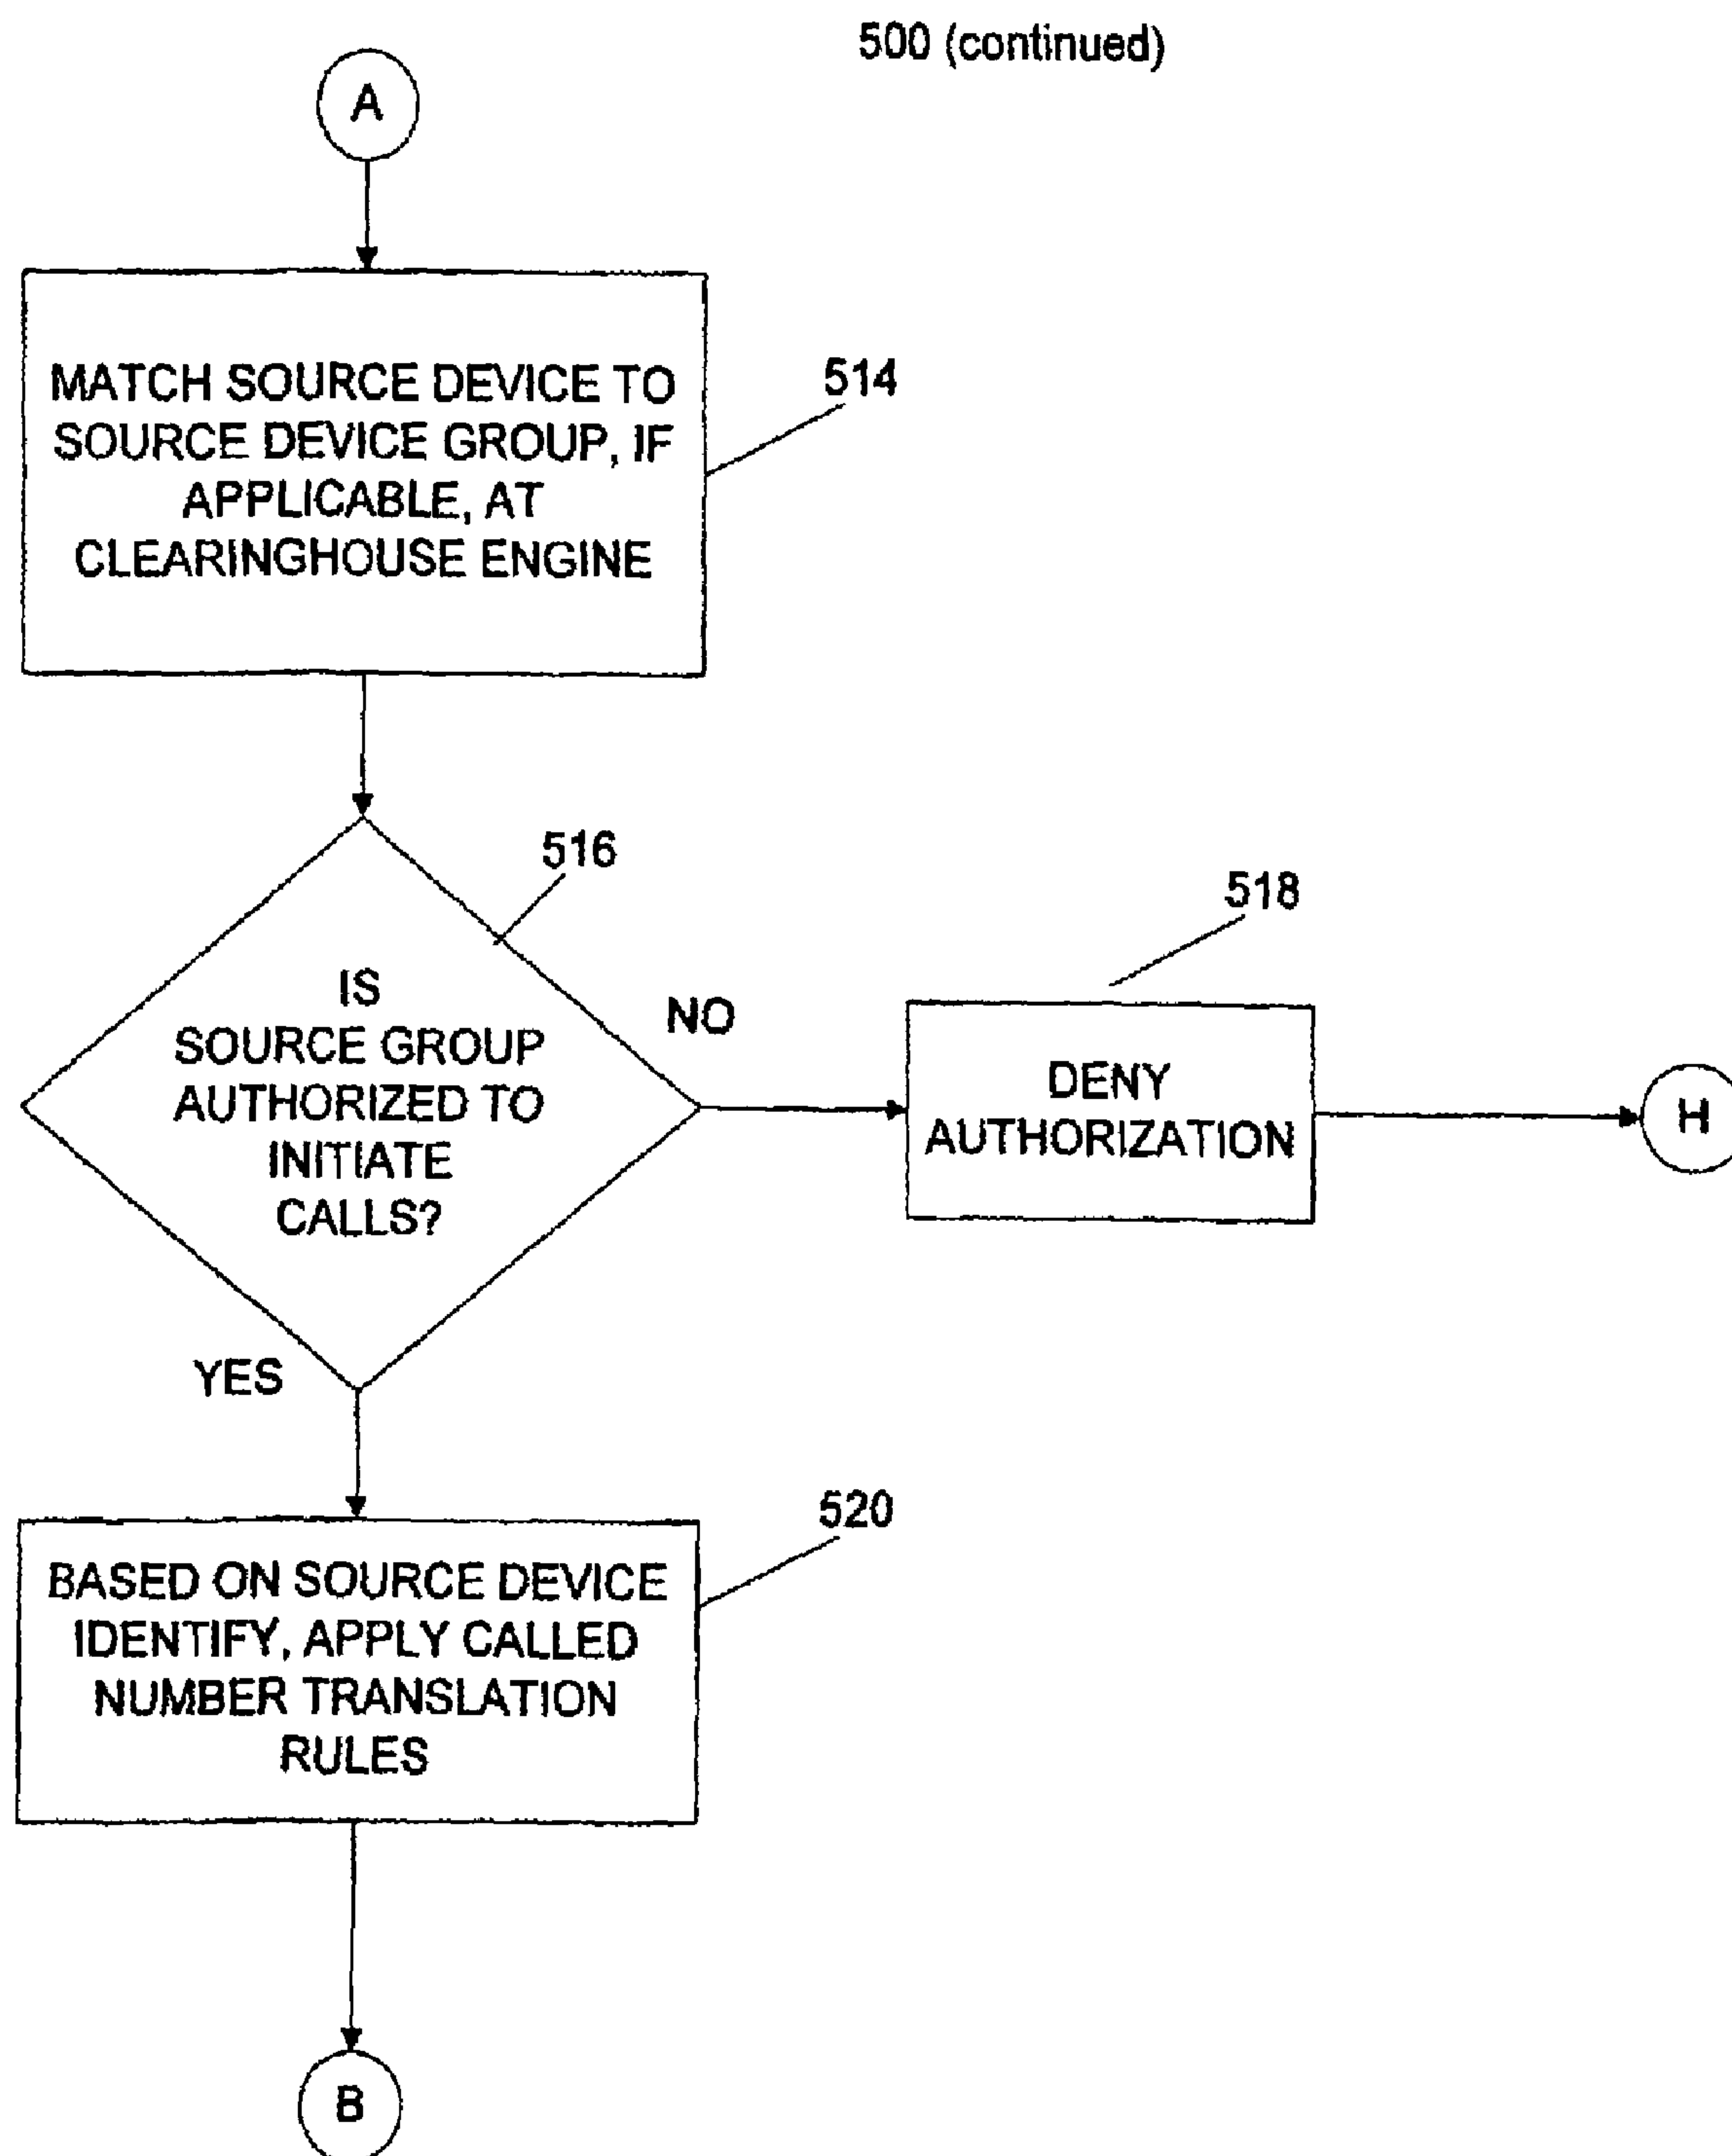 500 (continued)
A
MATCH SOURCE DEVICE TO
SOURCE DEVICE GROUP, IF
APPLICABLE, AT
CLEARINGHOUSE ENGINE
514
516
IS
SOURCE GROUP
AUTHORIZED TO
INITIATE
CALLS?
NO
518
DENY
AUTHORIZATION
H
YES
520
BASED ON SOURCE DEVICE
IDENTIFY, APPLY CALLED
NUMBER TRANSLATION
RULES
B